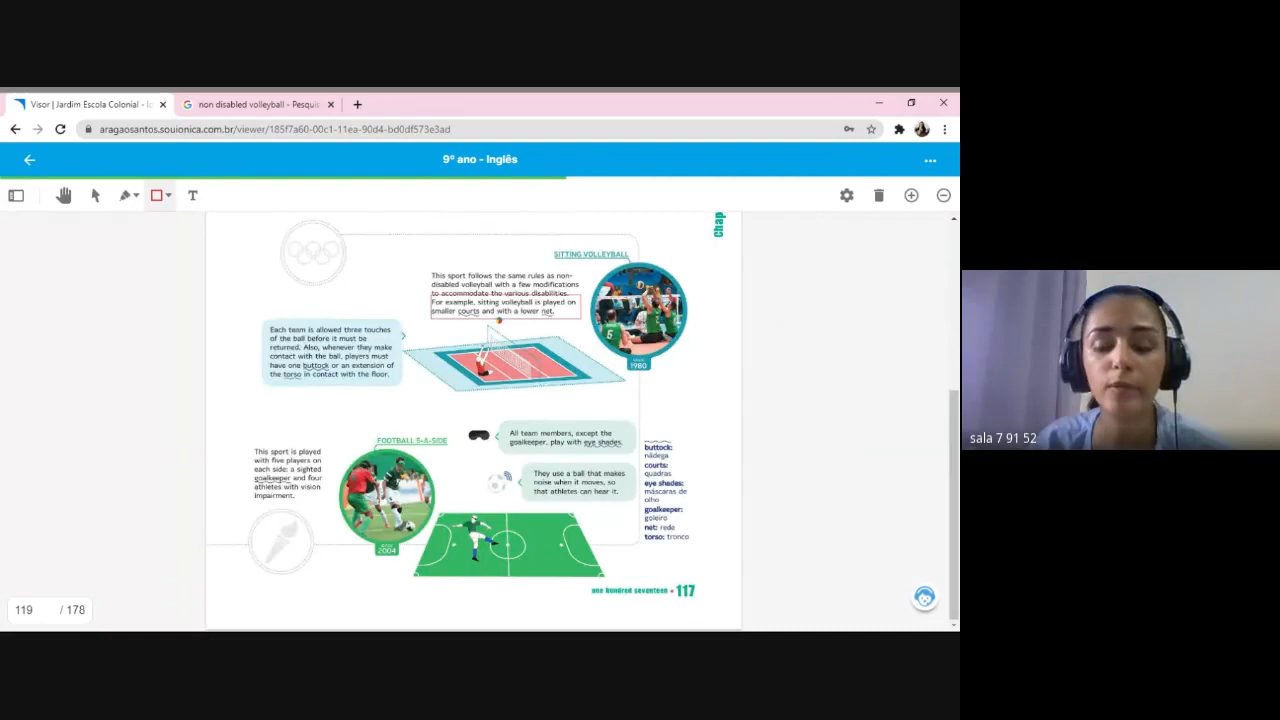 Visor | Jardim Escola Colonial - Io
non disabled volleyball - Pesquis
aragaosantos.souionica.com.br/viewer/185f7a60-00c1-11ea-90d4-bd0df573e3ad
9º ano - Inglês
T
Chap
SITTING VOLLEYBALL
This sport follows the same rules as non-
disabled volleyball with a few modifications
to accommodate the various disabilities.
For example, sitting volleyball is played on
smaller courts and with a lower net.
5
1980
Each team is allowed three touches
of the ball before it must be
returned. Also, whenever they make
contact with the ball, players must
have one buttock or an extension of
the torso in contact with the floor.
All team members, except the
goalkeeper, play with eye shades.
FOOTBALL 5-A-SIDE
This sport is played
with five players on
each side: a sighted
goalkeeper and four
athletes with vision
impairment.
They use a ball that makes
noise when it moves, so
that athletes can hear it.
2004
buttock:
nádega
courts:
quadras
eye shades:
máscaras de
olho
goalkeeper:
goleiro
net: rede
torso: tronco
one hundred seventeen • 117
119 / 178
sala 7 91 52